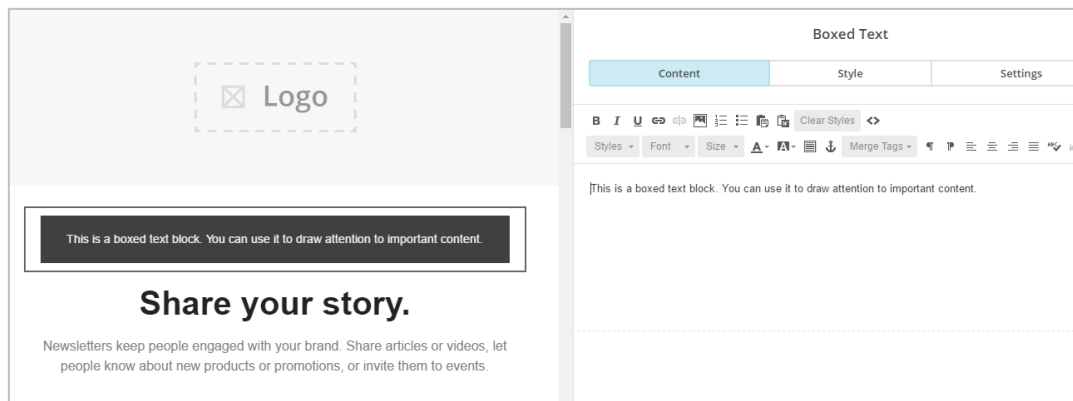 Logo
This is a boxed text block. You can use it to draw attention to important content.
Share your story.
Newsletters keep people engaged with your brand. Share articles or videos, let
people know about new products or promotions, or invite them to events.
Boxed Text
Content Style Settings
B I U Clear Styles
Styles Font Size A A Merge Tags
This is a boxed text block. You can use it to draw attention to important content.